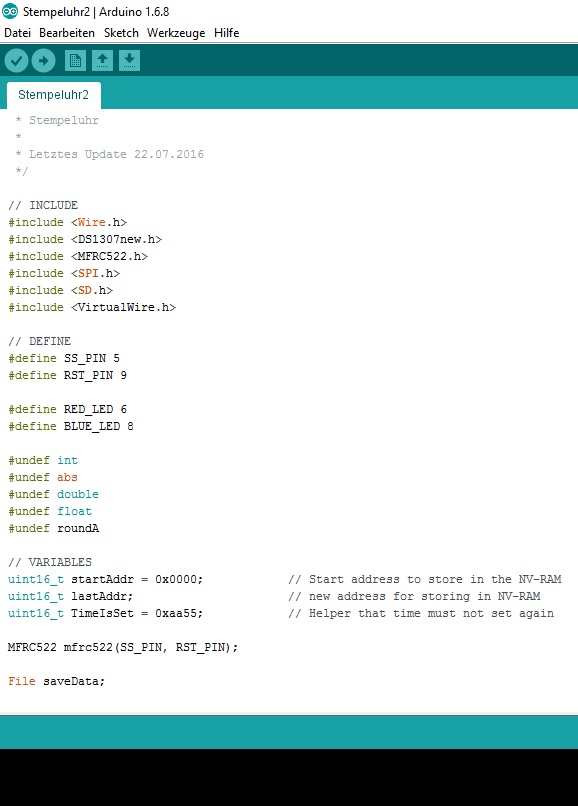 Stempeluhr2 | Arduino 1.6.8
Datei Bearbeiten Sketch Werkzeuge Hilfe
Stempeluhr2
* Stempeluhr
*
* Letztes Update 22.07.2016
*/
// INCLUDE
#include <Wire.h>
#include <DS1307new.h>
#include <MFRC522.h>
#include <SPI.h>
#include <SD.h>
#include <VirtualWire.h>
// DEFINE
#define SS_PIN 5
#define RST_PIN 9
#define RED_LED 6
#define BLUE_LED 8
#undef int
#undef abs
#undef double
#undef float
#undef roundA
// VARIABLES
uint16_t startAddr = 0x0000; // Start address to store in the NV-RAM
uint16_t lastAddr; // new address for storing in NV-RAM
uint16_t TimeIsSet = 0xaa55; // Helper that time must not set again
MFRC522 mfrc522(SS_PIN, RST_PIN);
File saveData;